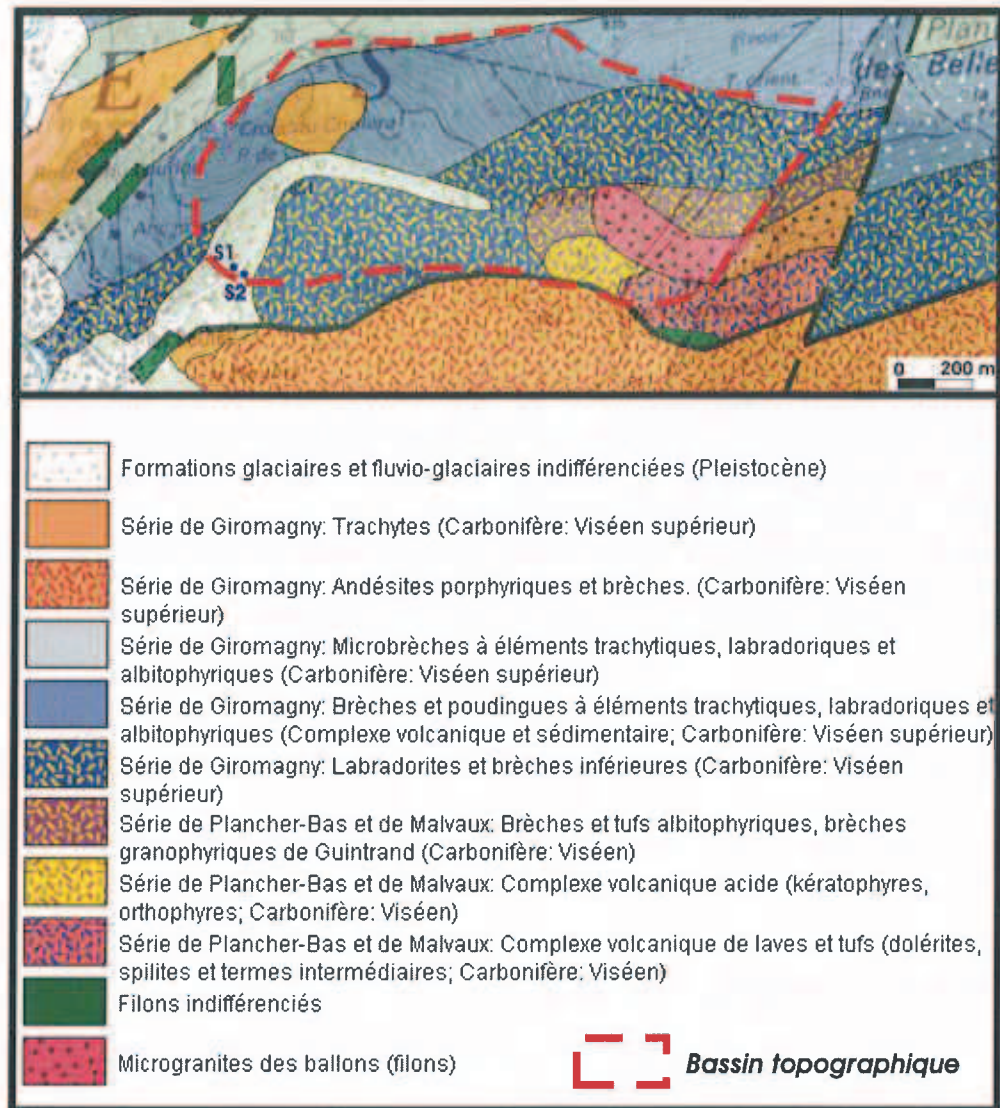 E
S
Plan
des Belle
S1
S2
0 200 m
Formations glaciaires et fluvio-glaciaires indifférenciées (Pleistocène)
Série de Giromagny: Trachytes (Carbonifère: Viséen supérieur)
Série de Giromagny: Andésites porphyriques et brèches. (Carbonifère: Viséen
supérieur)
Série de Giromagny: Microbrèches à éléments trachytiques, labradoriques et
albitophyriques (Carbonifère: Viséen supérieur)
Série de Giromagny: Brèches et poudingues à éléments trachytiques, labradoriques et
albitophyriques (Complexe volcanique et sédimentaire; Carbonifère: Viséen supérieur)
Série de Giromagny: Labradorites et brèches inférieures (Carbonifère: Viséen
supérieur)
Série de Plancher-Bas et de Malvaux: Brèches et tufs albitophyriques, brèches
granophyriques de Guintrand (Carbonifère: Viséen)
Série de Plancher-Bas et de Malvaux: Complexe volcanique acide (kératophyres,
orthophyres; Carbonifère: Viséen)
Série de Plancher-Bas et de Malvaux: Complexe volcanique de laves et tufs (dolérites,
spilites et termes intermédiaires; Carbonifère: Viséen)
Filons indifférenciés
Microgranites des ballons (filons)
Bassin topographique